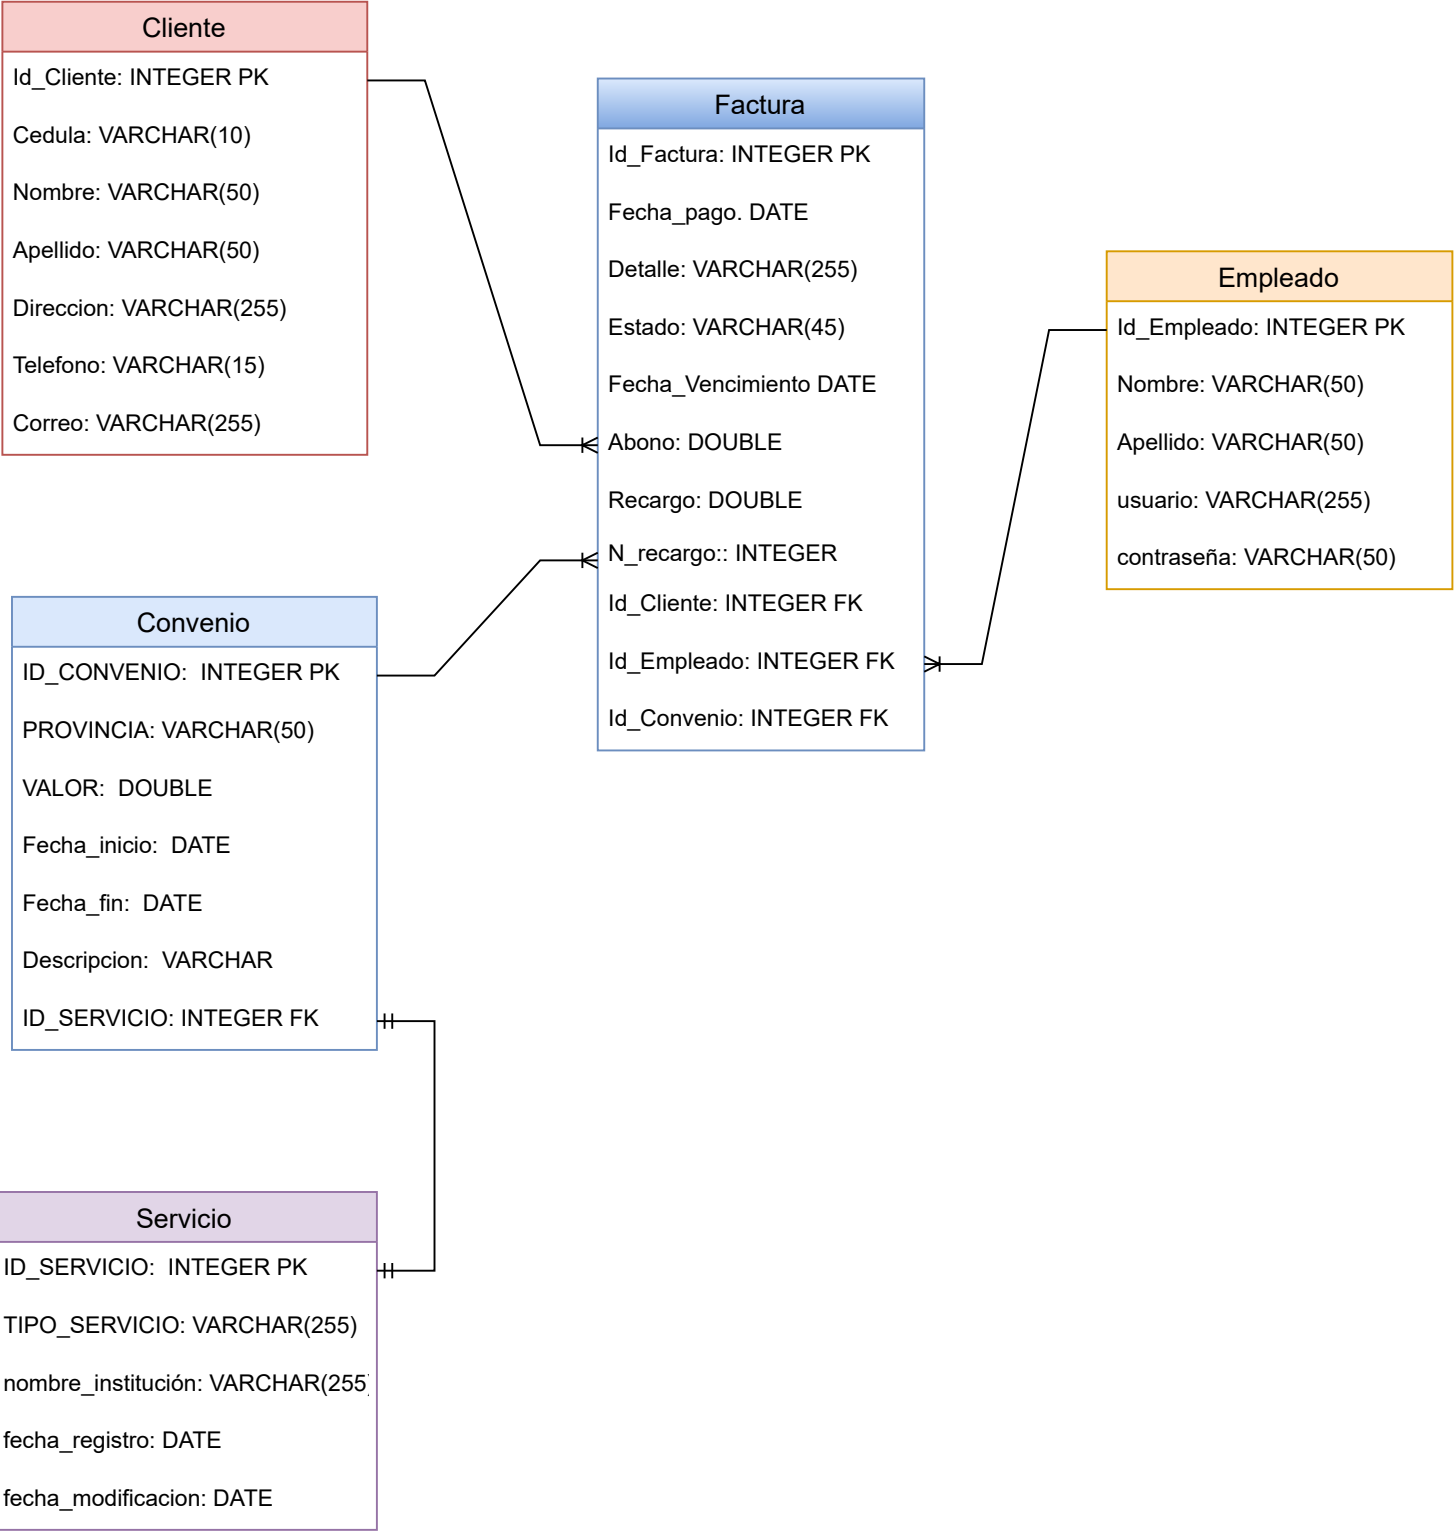 Cliente
Id_Cliente: INTEGER PK
Cedula: VARCHAR(10)
Nombre: VARCHAR(50)
Apellido: VARCHAR(50)
Direccion: VARCHAR(255)
Telefono: VARCHAR(15)
Correo: VARCHAR(255)
Factura
Id_Factura: INTEGER PK
Fecha_pago. DATE
Detalle: VARCHAR(255)
Estado: VARCHAR(45)
Fecha_Vencimiento DATE
Abono: DOUBLE
Recargo: DOUBLE
N_recargo:: INTEGER
Id_Cliente: INTEGER FK
Id_Empleado: INTEGER FK
Id_Convenio: INTEGER FK
Empleado
Id_Empleado: INTEGER PK
Nombre: VARCHAR(50)
Apellido: VARCHAR(50)
usuario: VARCHAR(255)
contraseña: VARCHAR(50)
Convenio
ID_CONVENIO:  INTEGER PK
PROVINCIA: VARCHAR(50)
VALOR:  DOUBLE
Fecha_inicio:  DATE
Fecha_fin:  DATE
Descripcion:  VARCHAR
ID_SERVICIO: INTEGER FK
Servicio
ID_SERVICIO:  INTEGER PK
TIPO_SERVICIO: VARCHAR(255)
nombre_institución: VARCHAR(255)
fecha_registro: DATE
fecha_modificacion: DATE